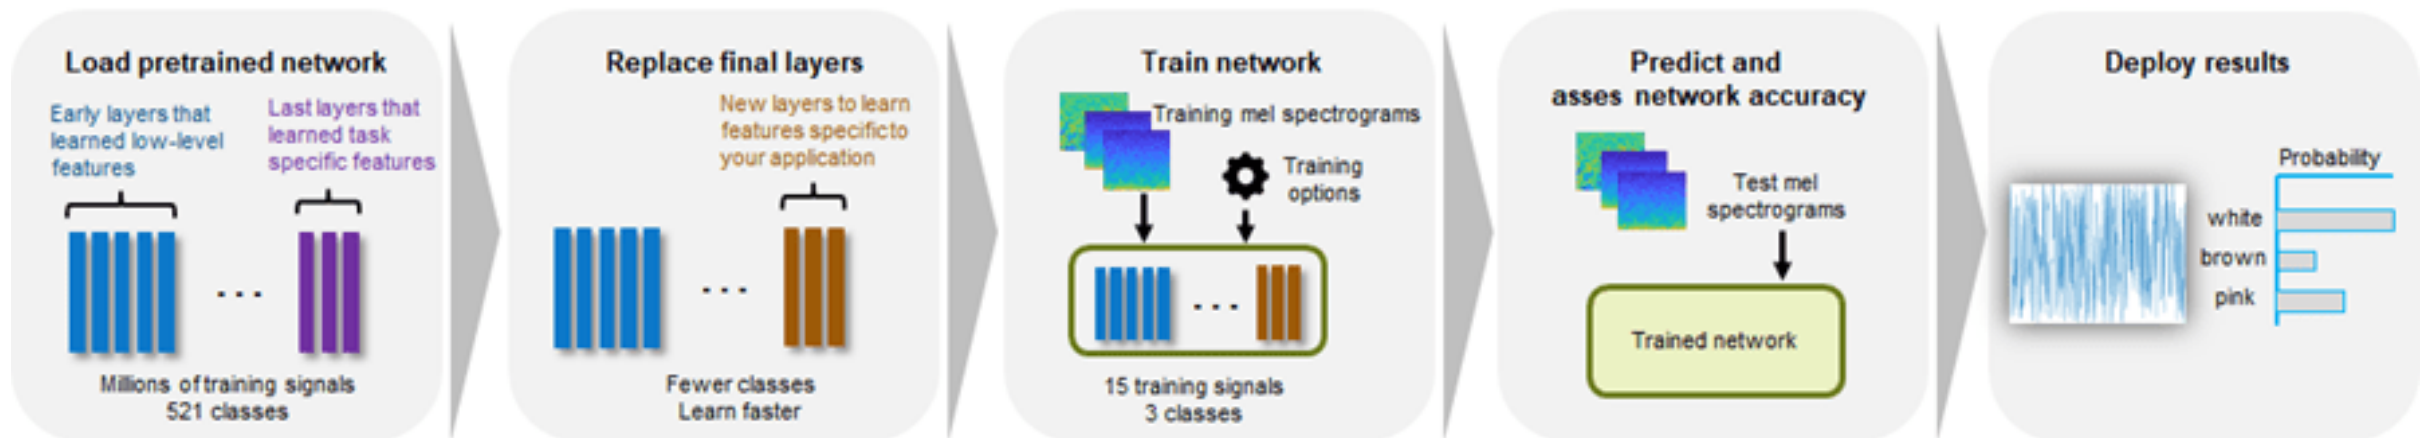 Load pretrained network
Early layers that
learned low-level
features
Last layers that
learned task
specific features
. . .
Millions of training signals
521 classes
Replace final layers
New layers to learn
features specific to
your application
. . .
Fewer classes
Learn faster
Train network
Training mel spectrograms
Training
options
. . .
15 training signals
3 classes
Predict and
asses network accuracy
Test mel
spectrograms
Trained network
Deploy results
Probability
white
brown
pink